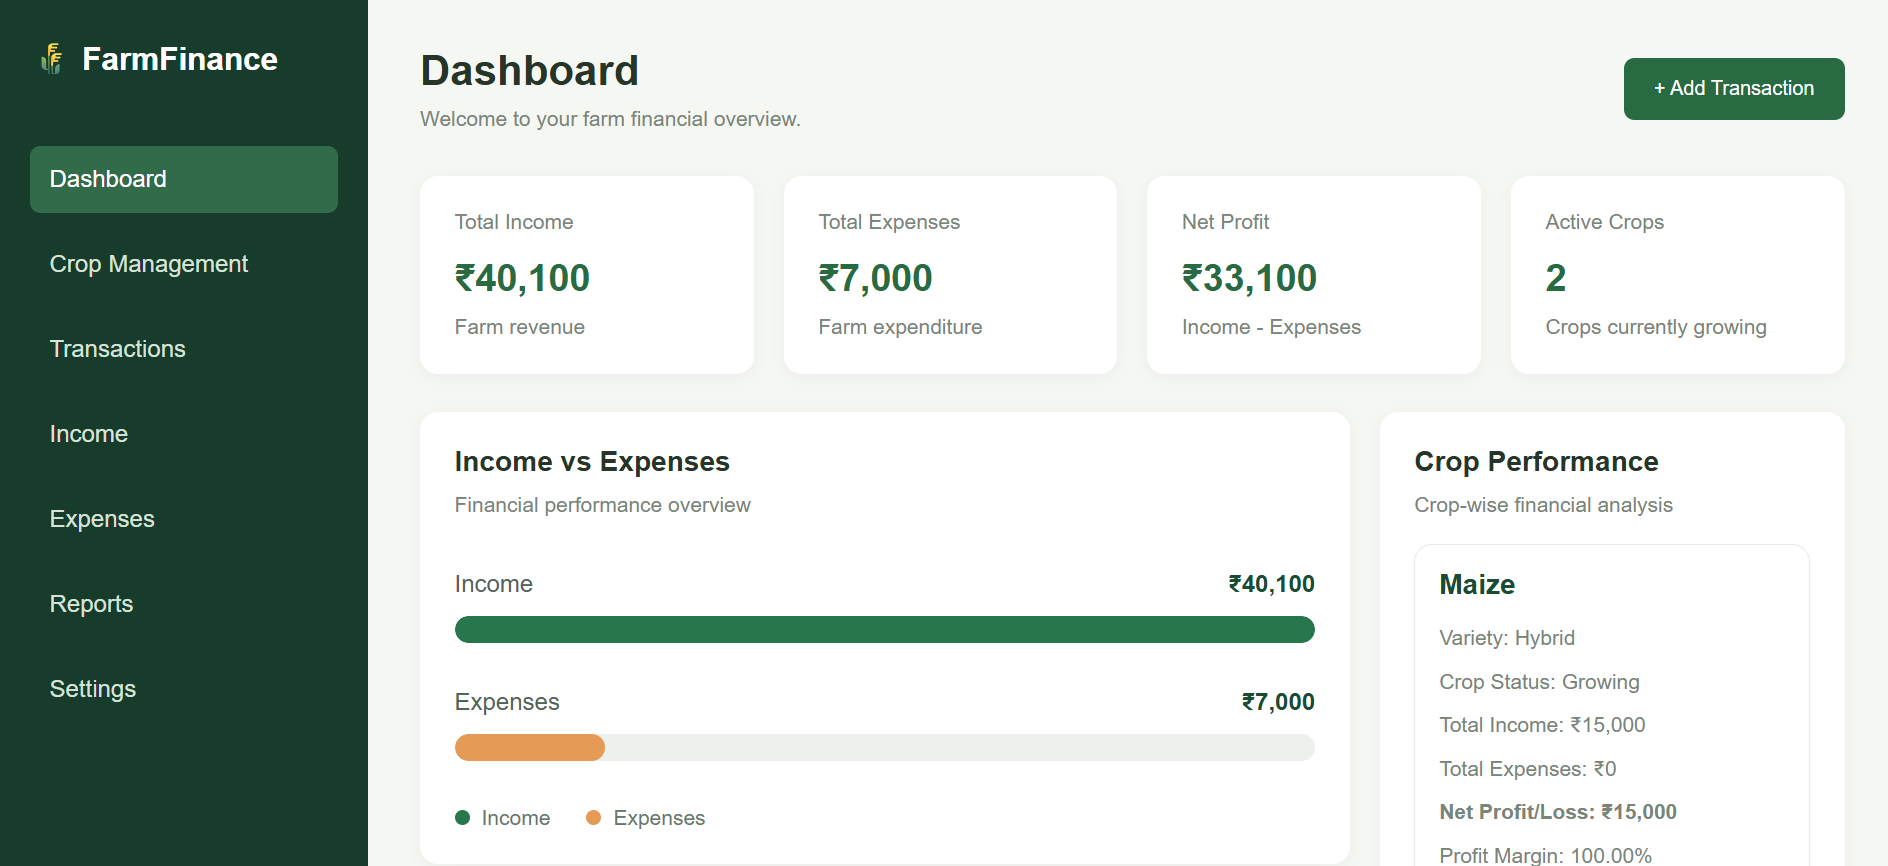 FarmFinance
Dashboard
Crop Management
Transactions
Income
Expenses
Reports
Settings
Dashboard
Welcome to your farm financial overview.
+ Add Transaction
Total Income
₹40,100
Farm revenue
Total Expenses
₹7,000
Farm expenditure
Net Profit
₹33,100
Income - Expenses
Active Crops
2
Crops currently growing
Income vs Expenses
Financial performance overview
Income ₹40,100
Expenses ₹7,000
Income Expenses
Crop Performance
Crop-wise financial analysis
Maize
Variety: Hybrid
Crop Status: Growing
Total Income: ₹15,000
Total Expenses: ₹0
Net Profit/Loss: ₹15,000
Profit Margin: 100.00%